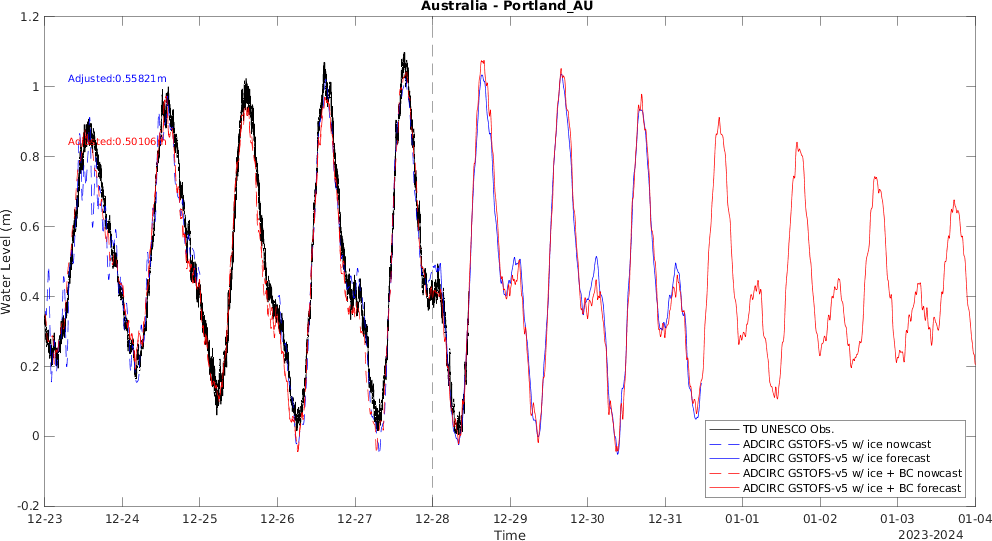 Australia - Portland_AU
1.2
1
0.8
0.6
0.4
0.2
0
-0.2
Water Level (m)
Adjusted:0.55821m
Adjusted:0.50106m
TD UNESCO Obs.
ADCIRC GSTOFS-v5 w/ ice nowcast
ADCIRC GSTOFS-v5 w/ ice forecast
ADCIRC GSTOFS-v5 w/ ice + BC nowcast
ADCIRC GSTOFS-v5 w/ ice + BC forecast
12-23 12-24 12-25 12-26 12-27 12-28 12-29 12-30 12-31 01-01 01-02 01-03 01-04
Time
2023-2024